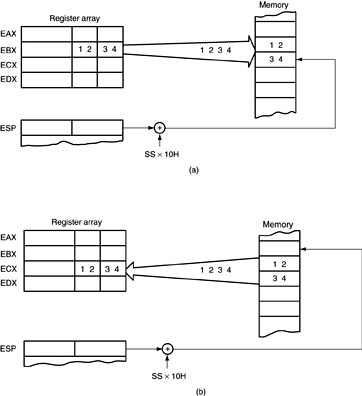 Register array
Memory
EAX
EBX 1 2 3 4 1 2 3 4 1 2
ECX 3 4
EDX
ESP +
SS × 10H
(a)
Register array
Memory
EAX
EBX
ECX 1 2 3 4 1 2 3 4 1 2
EDX 3 4
ESP +
SS × 10H
(b)